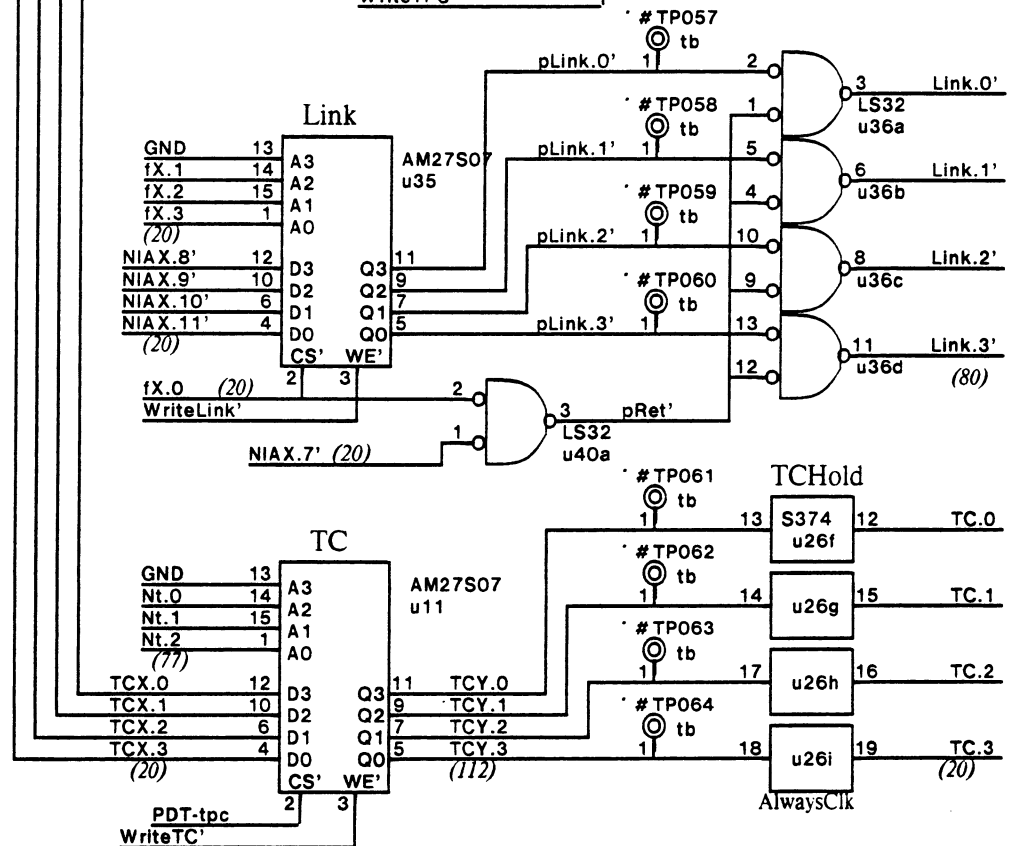 # TP057
tb
pLink.0' 1 2 3 Link.0'
LS32
u36a
1
Link
# TP058
tb
pLink.1' 1 5 6 Link.1'
u36b
4
AM27S07
u35
GND 13 A3
fX.1 14 A2
fX.2 15 A1
fX.3 1 A0
(20)
# TP059
tb
pLink.2' 1 10 8 Link.2'
u36c
9
NIAX.8' 12 D3 Q3 11
NIAX.9' 10 D2 Q2 9
NIAX.10' 6 D1 Q1 7
NIAX.11' 4 D0 Q0 5
(20)
CS' WE'
2 3
# TP060
tb
pLink.3' 1 13 11 Link.3'
u36d
(80)
12
fX.0 (20) 2
WriteLink'
3 pRet'
LS32
u40a
NIAX.7' (20) 1
TC
AM27S07
u11
GND 13 A3
Nt.0 14 A2
Nt.1 15 A1
Nt.2 1 A0
(77)
TCX.0 12 D3 Q3 11 TCY.0
TCX.1 10 D2 Q2 9 TCY.1
TCX.2 6 D1 Q1 7 TCY.2
TCX.3 4 D0 Q0 5 TCY.3
(20) (112)
CS' WE'
2 3
PDT-tpc
WriteTC'
TCHold
# TP061
tb
1 13 S374 12 TC.0
u26f
# TP062
tb
1 14 u26g 15 TC.1
# TP063
tb
1 17 u26h 16 TC.2
# TP064
tb
1 18 u26i 19 TC.3
(20)
AlwaysClk